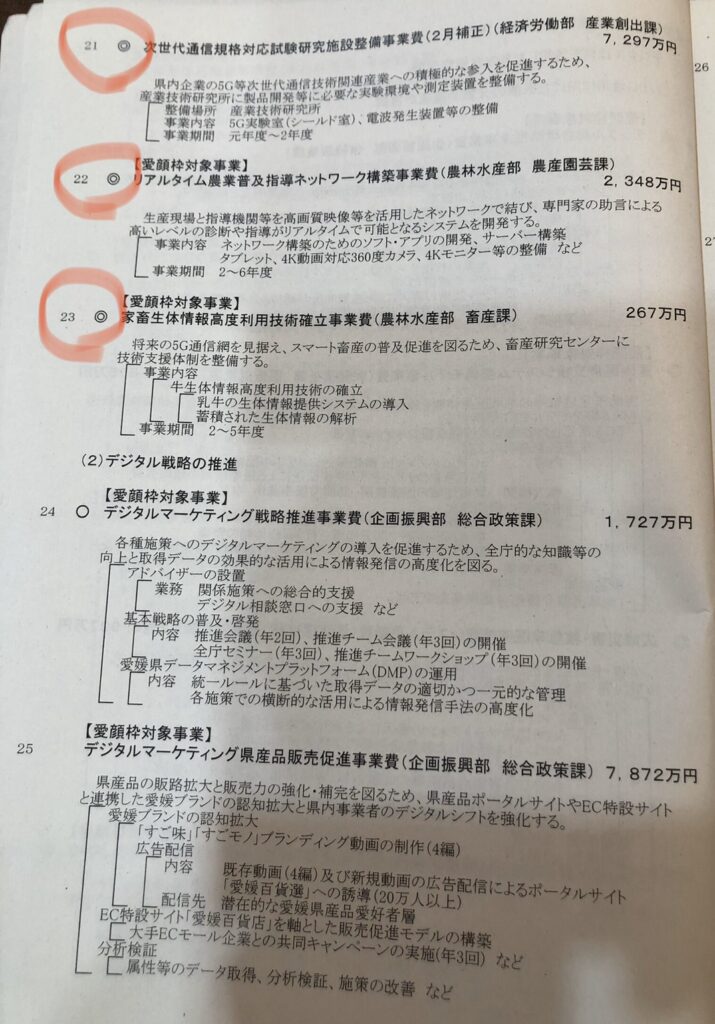 21 ◎ 次世代通信規格対応試験研究施設整備事業費(2月補正)(経済労働部 産業創出課)
7,297万円
県内企業の5G等次世代通信技術関連産業への積極的な参入を促進するため、
産業技術研究所に製品開発等に必要な実験環境や測定装置を整備する。
整備場所 産業技術研究所
事業内容 5G実験室(シールド室)、電波発生装置等の整備
事業期間 元年度~2年度
【愛顔枠対象事業】
22 ◎ リアルタイム農業普及指導ネットワーク構築事業費(農林水産部 農産園芸課)
2,348万円
生産現場と指導機関等を高画質映像等を活用したネットワークで結び、専門家の助言による
高いレベルの診断や指導がリアルタイムで可能となるシステムを開発する。
事業内容 ネットワーク構築のためのソフト・アプリの開発、サーバー構築
タブレット、4K動画対応360度カメラ、4Kモニター等の整備 など
事業期間 2~6年度
【愛顔枠対象事業】
23 ◎ 家畜生体情報高度利用技術確立事業費(農林水産部 畜産課) 267万円
将来の5G通信網を見据え、スマート畜産の普及促進を図るため、畜産研究センターに
技術支援体制を整備する。
事業内容
牛生体情報高度利用技術の確立
乳牛の生体情報提供システムの導入
蓄積された生体情報の解析
事業期間 2~5年度
(2)デジタル戦略の推進
【愛顔枠対象事業】
24 ○ デジタルマーケティング戦略推進事業費(企画振興部 総合政策課) 1,727万円
各種施策へのデジタルマーケティングの導入を促進するため、全庁的な知識等の
向上と取得データの効果的な活用による情報発信の高度化を図る。
アドバイザーの設置
業務 関係施策への総合的支援
デジタル相談窓口への支援 など
基本戦略の普及・啓発
内容 推進会議(年2回)、推進チーム会議(年3回)の開催
全庁セミナー(年3回)、推進チームワークショップ(年3回)の開催
愛媛県データマネジメントプラットフォーム(DMP)の運用
内容 統一ルールに基づいた取得データの適切かつ一元的な管理
各施策での横断的な活用による情報発信手法の高度化
【愛顔枠対象事業】
25 デジタルマーケティング県産品販売促進事業費(企画振興部 総合政策課) 7,872万円
県産品の販路拡大と販売力の強化・補完を図るため、県産品ポータルサイトやEC特設サイト
と連携した愛媛ブランドの認知拡大と県内事業者のデジタルシフトを強化する。
愛媛ブランドの認知拡大
「すご味」「すごモノ」ブランディング動画の制作(4編)
広告配信
内容 既存動画(4編)及び新規動画の広告配信によるポータルサイト
「愛媛百貨選」への誘導(20万人以上)
配信先 潜在的な愛媛県産品愛好者層
EC特設サイト「愛媛百貨店」を軸とした販売促進モデルの構築
大手ECモール企業との共同キャンペーンの実施(年3回) など
分析検証
属性等のデータ取得、分析検証、施策の改善 など
26
27